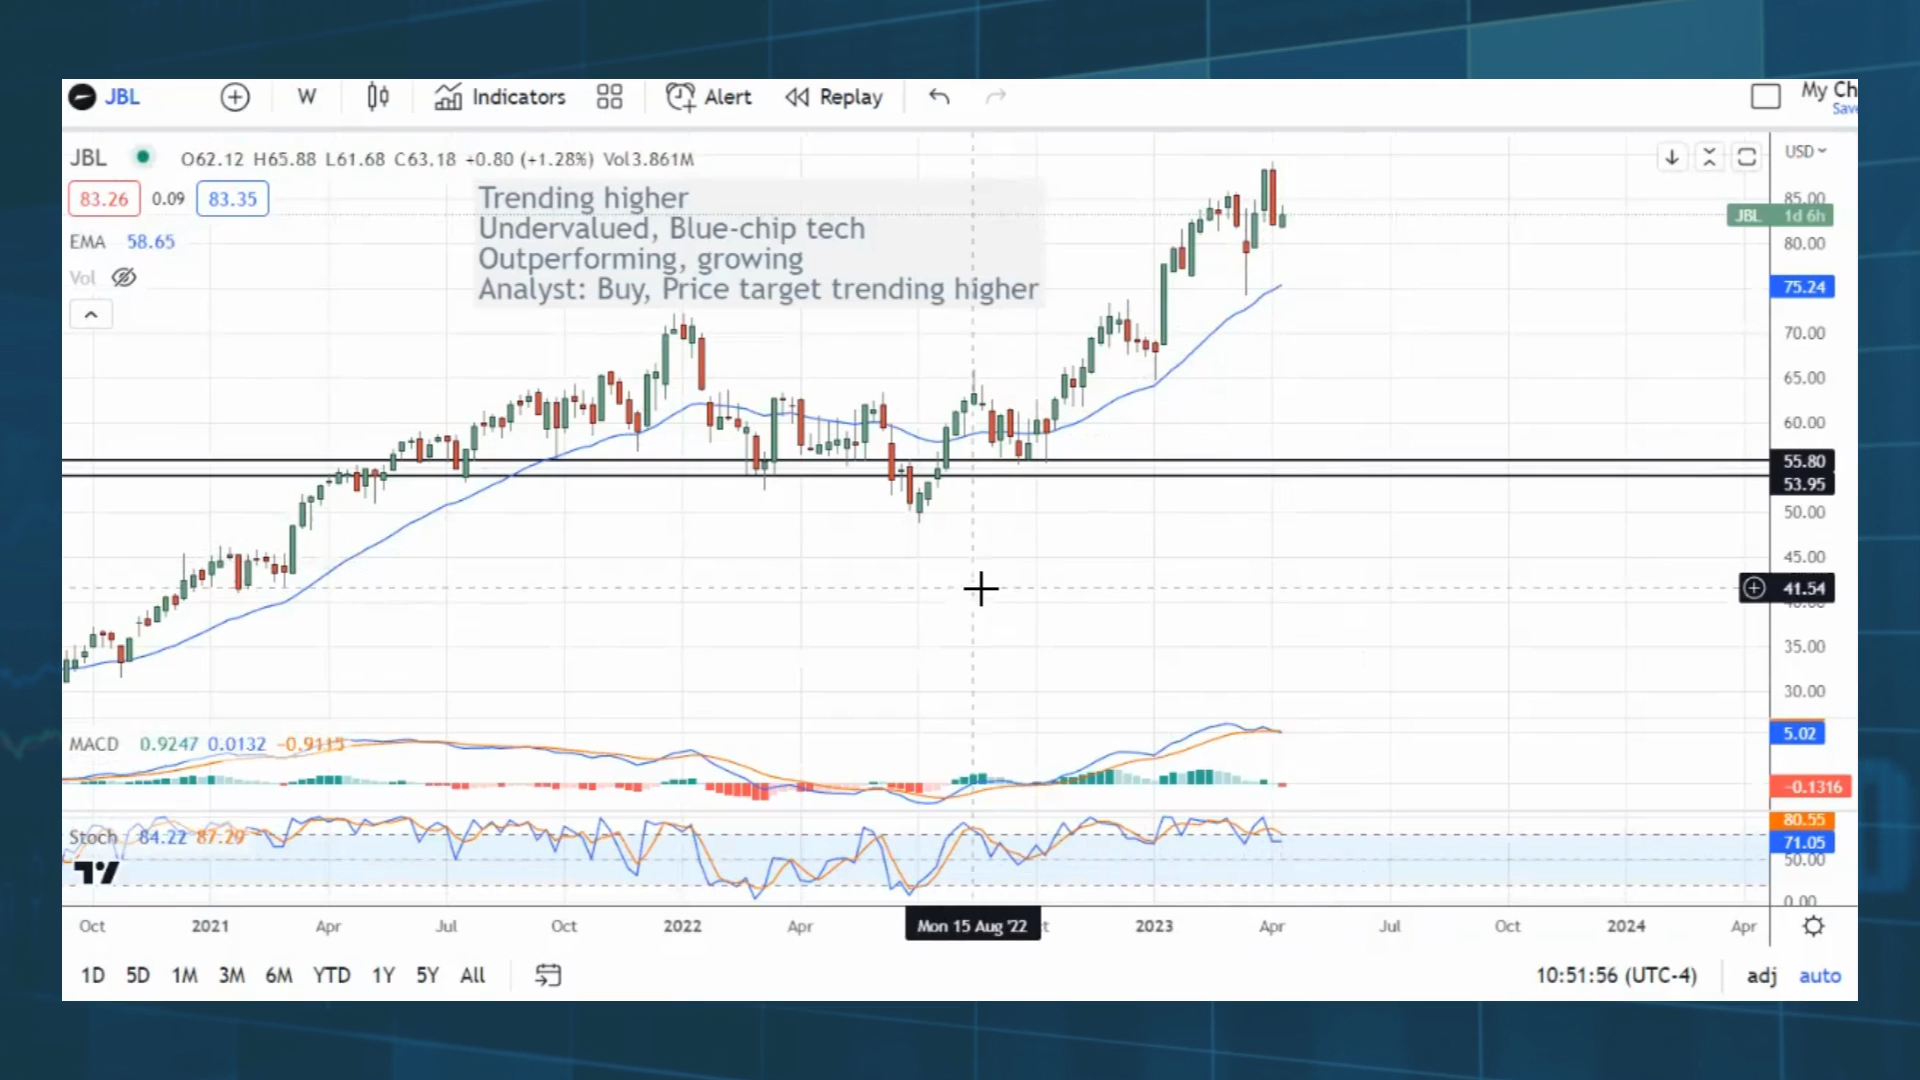 JBL
W
Indicators
Alert
Replay
My Ch
Save
JBL
O62.12 H65.88 L61.68 C63.18 +0.80 (+1.28%) Vol3.861M
USD
83.26 0.09 83.35
EMA 58.65
Vol
Trending higher
Undervalued, Blue-chip tech
Outperforming, growing
Analyst: Buy, Price target trending higher
85.00
JBL 1d 6h
80.00
75.24
70.00
65.00
60.00
55.80
53.95
50.00
45.00
41.54
35.00
30.00
MACD 0.9247 0.0132 -0.9115
5.02
-0.1316
Stoch 84.22 87.29
80.55
71.05
50.00
0.00
Oct 2021 Apr Jul Oct 2022 Apr Mon 15 Aug '22 2023 Apr Jul Oct 2024 Apr
1D 5D 1M 3M 6M YTD 1Y 5Y All
10:51:56 (UTC-4) adj auto